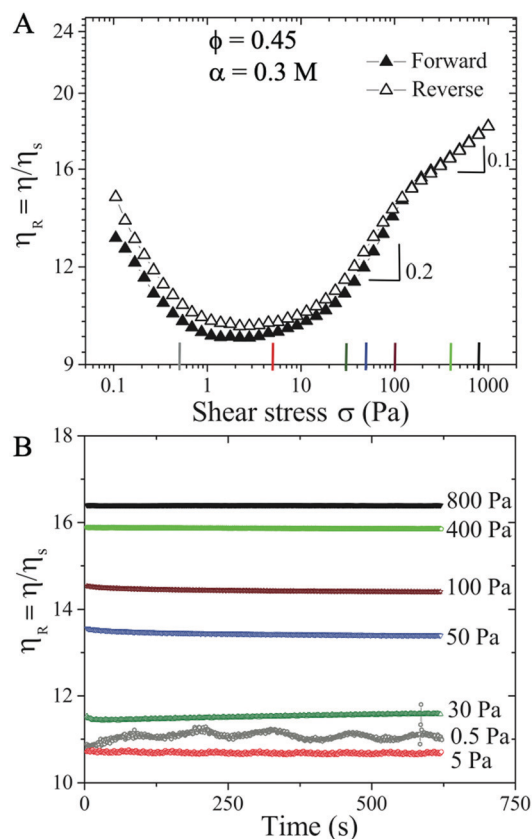 A
ϕ = 0.45
α = 0.3 M
Forward
Reverse
η_R = η/η_s
24
20
16
12
9
0.1
0.2
0.1
1
10
100
1000
Shear stress σ (Pa)
B
η_R = η/η_s
18
16
14
12
10
800 Pa
400 Pa
100 Pa
50 Pa
30 Pa
0.5 Pa
5 Pa
0
250
500
750
Time (s)